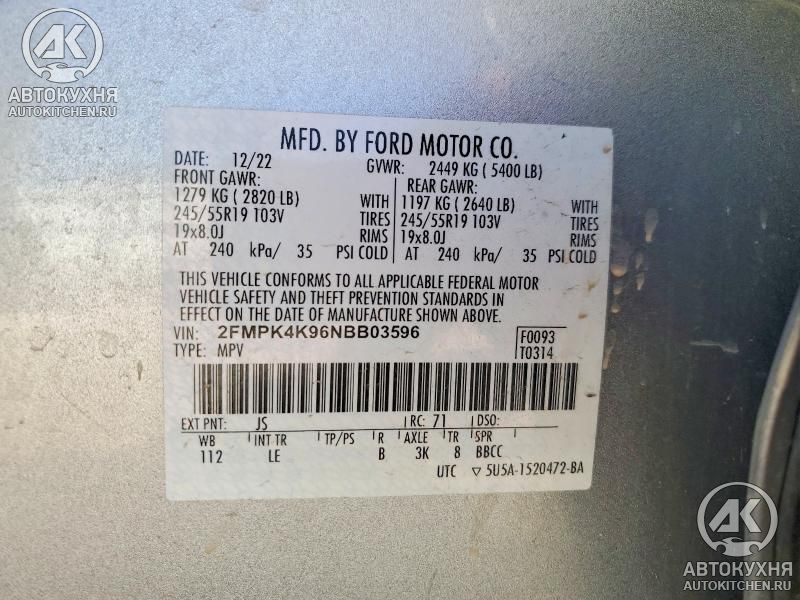 AK
АВТОКУХНЯ
AUTOKITCHEN.RU
MFD. BY FORD MOTOR CO.
DATE: 12/22 GVWR: 2449 KG ( 5400 LB)
FRONT GAWR: REAR GAWR:
1279 KG ( 2820 LB) WITH 1197 KG ( 2640 LB) WITH
245/55R19 103V TIRES 245/55R19 103V TIRES
19x8.0J RIMS 19x8.0J RIMS
AT 240 kPa/ 35 PSI COLD AT 240 kPa/ 35 PSI COLD
THIS VEHICLE CONFORMS TO ALL APPLICABLE FEDERAL MOTOR
VEHICLE SAFETY AND THEFT PREVENTION STANDARDS IN
EFFECT ON THE DATE OF MANUFACTURE SHOWN ABOVE.
VIN: 2FMPK4K96NBB03596 F0093
TYPE: MPV T0314
EXT PNT: JS RC: 71 DSO:
WB INT TR TP/PS R AXLE TR SPR
112 LE B 3K 8 BBCC
UTC ▽ 5U5A-1520472-BA
AK
АВТОКУХНЯ
AUTOKITCHEN.RU